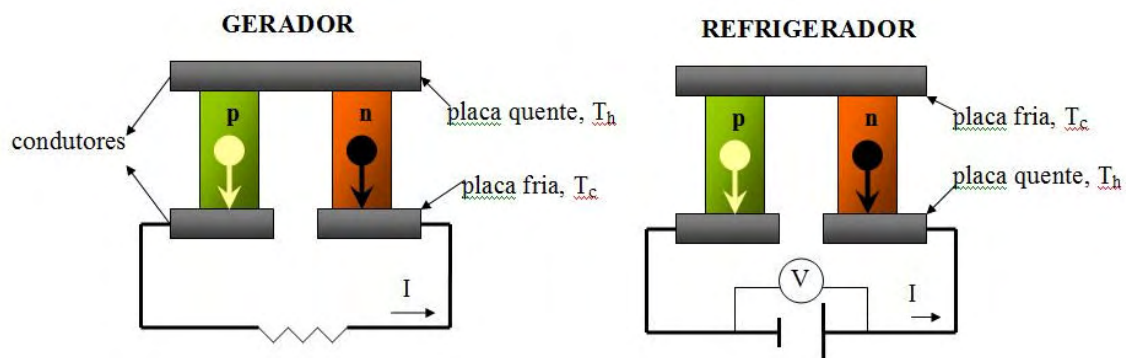 GERADOR
condutores
p
n
placa quente, Th
placa fria, Tc
I
REFRIGERADOR
p
n
placa fria, Tc
placa quente, Th
V
I